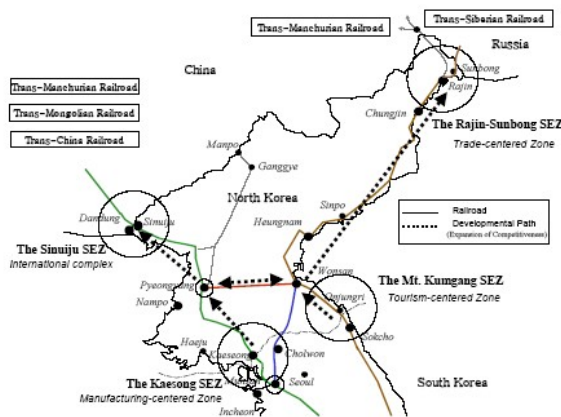 Trans-Manchurian Railroad
Trans-Siberian Railroad
Russia
China
Sunbong
Rajin
Trans-Manchurian Railroad
Trans-Mongolian Railroad
Trans-China Railroad
Chungjin
The Rajin-Sunbong SEZ
Trade-centered Zone
Manpo
Ganggye
North Korea
Sinpo
Railroad
Developmental Path
(Expansion of Competitiveness)
Dandung
Sinuiju
Heungnam
The Sinuiju SEZ
International complex
Pyeongyang
Wonsan
The Mt. Kumgang SEZ
Tourism-centered Zone
Onjungri
Nampo
Sokcho
Haeju
Kaeseong
Cholwon
The Kaesong SEZ
Manufacturing-centered Zone
Seoul
South Korea
Incheon